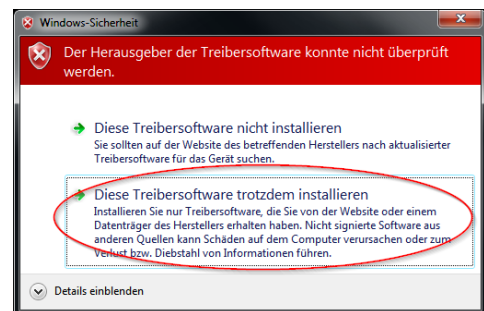 Windows-Sicherheit
Der Herausgeber der Treibersoftware konnte nicht überprüft
werden.
Diese Treibersoftware nicht installieren
Sie sollten auf der Website des betreffenden Herstellers nach aktualisierter
Treibersoftware für das Gerät suchen.
Diese Treibersoftware trotzdem installieren
Installieren Sie nur Treibersoftware, die Sie von der Website oder einem
Datenträger des Herstellers erhalten haben. Nicht signierte Software aus
anderen Quellen kann Schäden auf dem Computer verursachen oder zum
Verlust bzw. Diebstahl von Informationen führen.
Details einblenden